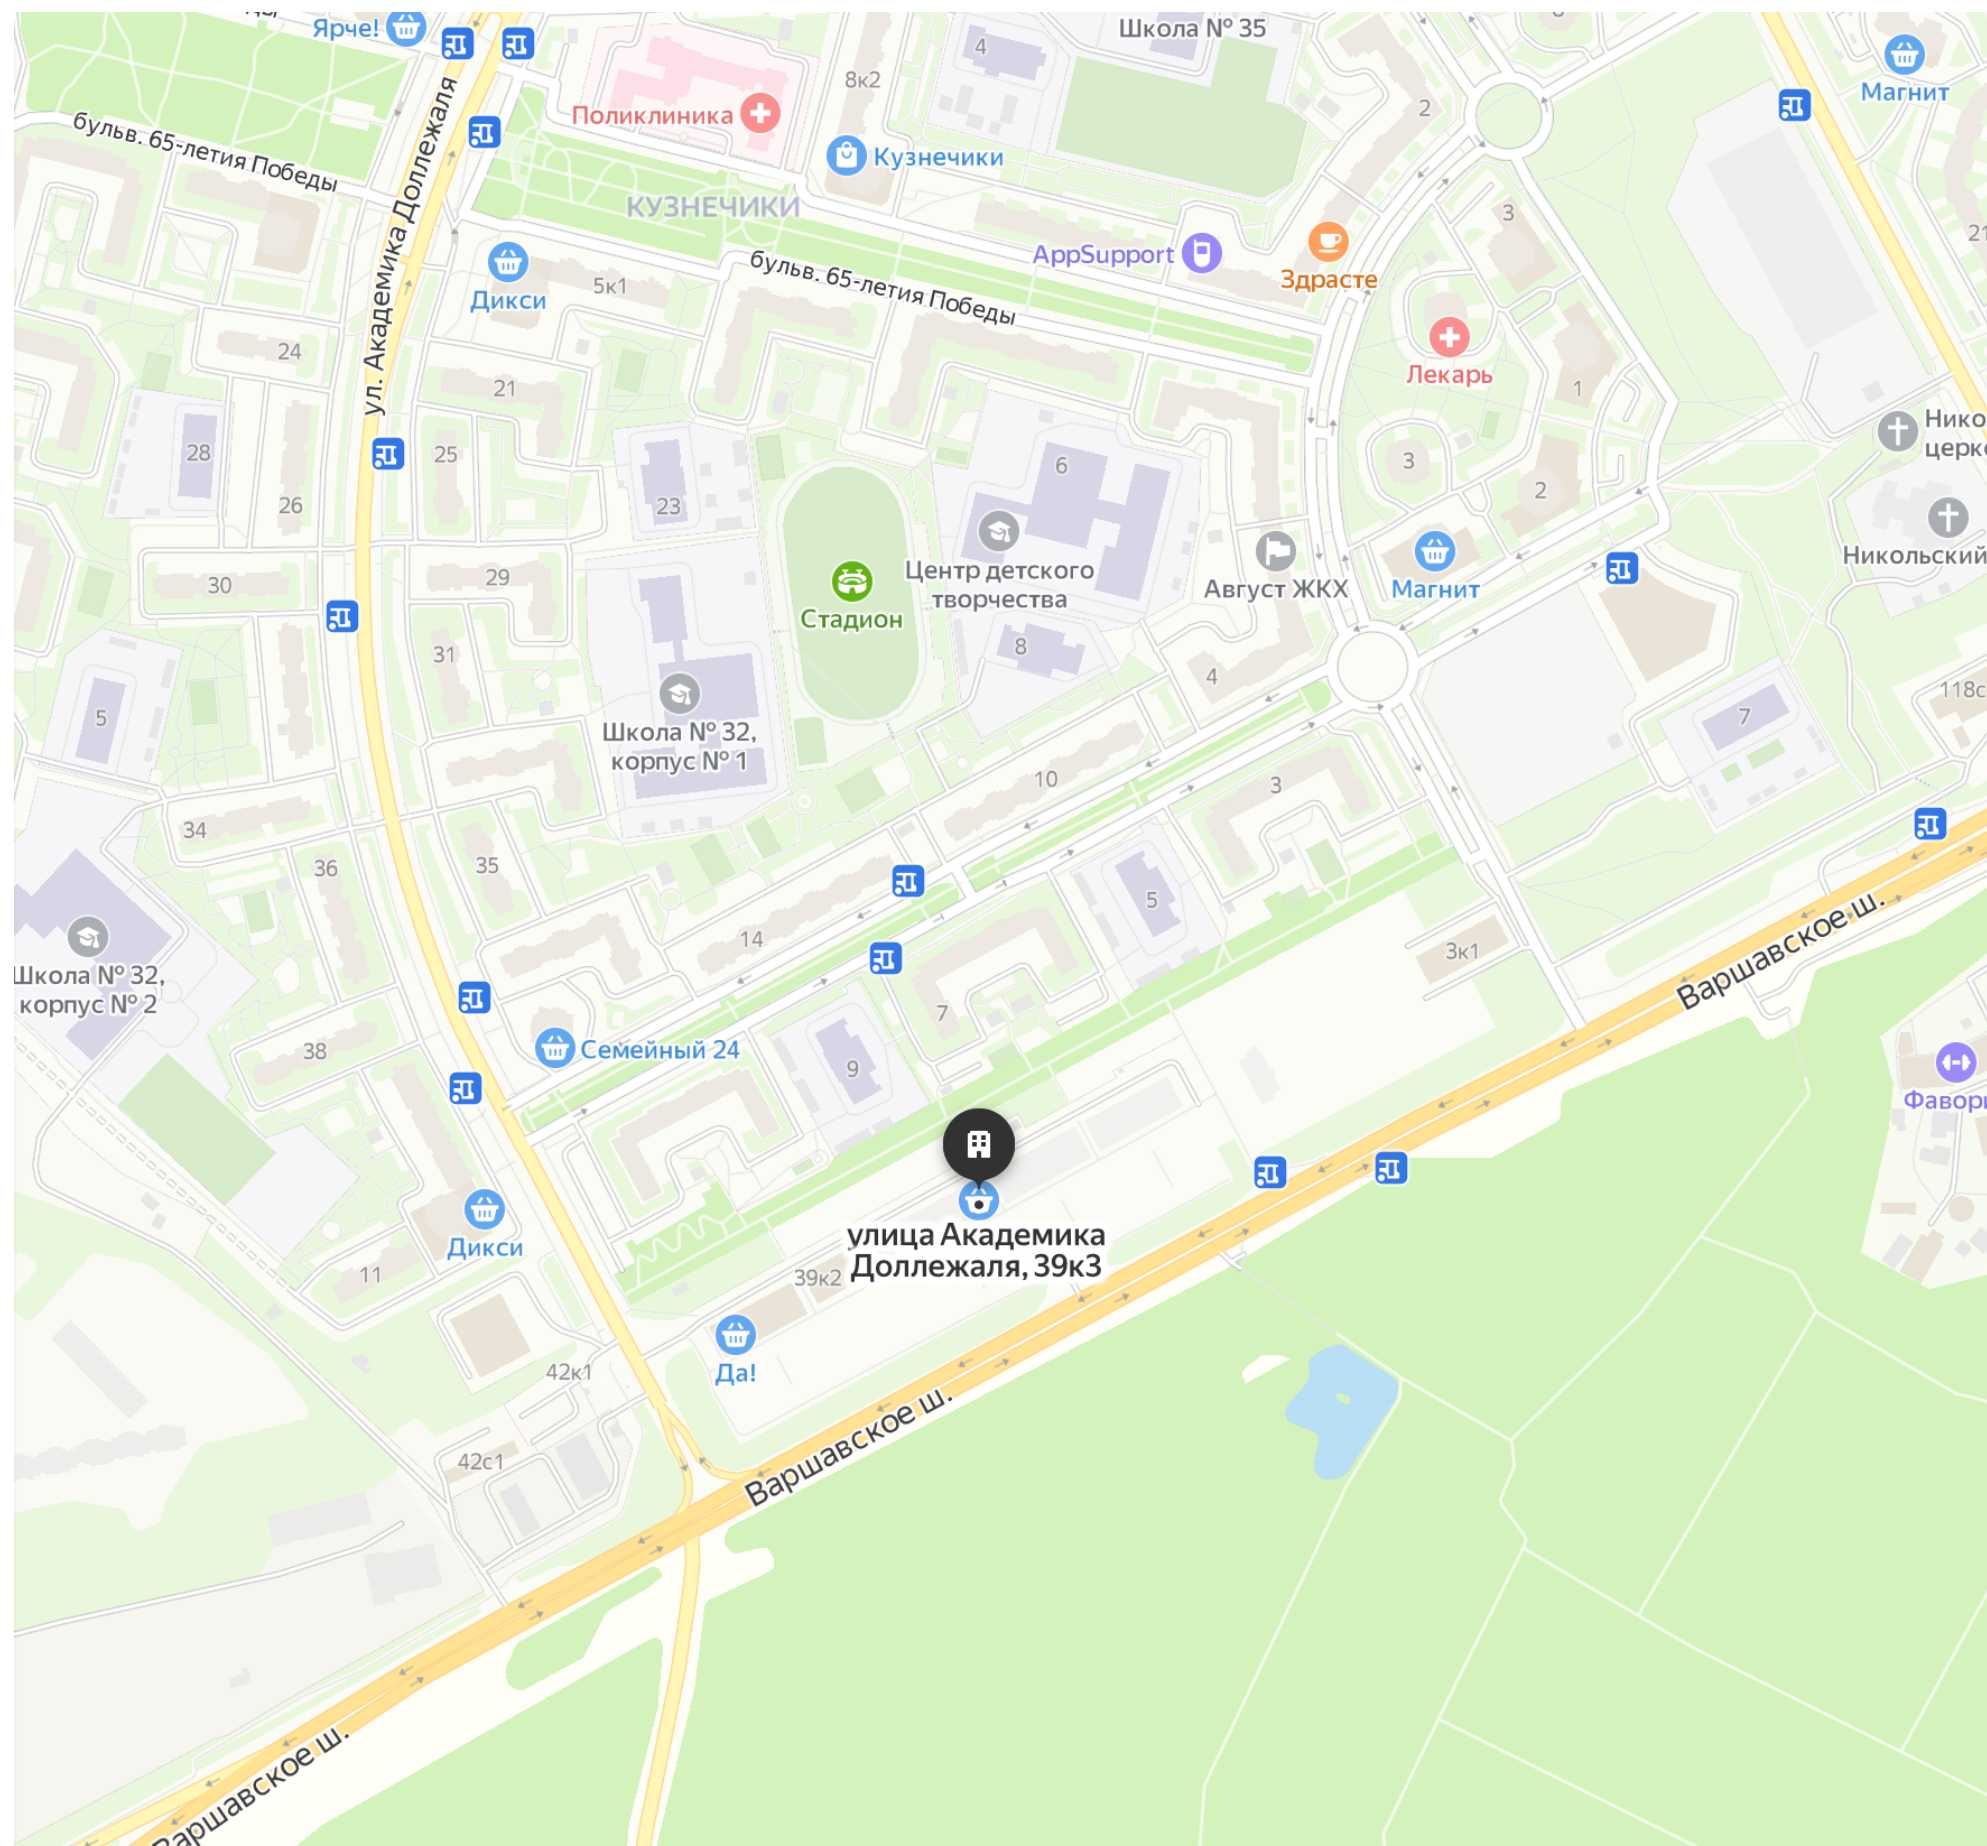 Ярче!
Школа № 35
4
8к2
2
Магнит
Поликлиника
Кузнечики
бульв. 65-летия Победы
ул. Академика Доллежаля
КУЗНЕЧИКИ
3
AppSupport
Здрасте
бульв. 65-летия Победы
5к1
Дикси
24
21
1
Лекарь
28
25
26
23
6
3
2
Нико
церк
Центр детского
творчества
Август ЖКХ
Магнит
Никольский
30
29
Стадион
31
8
4
5
118с
7
Школа № 32,
корпус № 1
10
3
34
36
35
5
14
3к1
Варшавское ш.
Школа № 32,
корпус № 2
7
38
Семейный 24
9
Фавори
Дикси
11
улица Академика
Доллежаля, 39к3
39к2
Да!
42к1
42с1
Варшавское ш.
Варшавское ш.